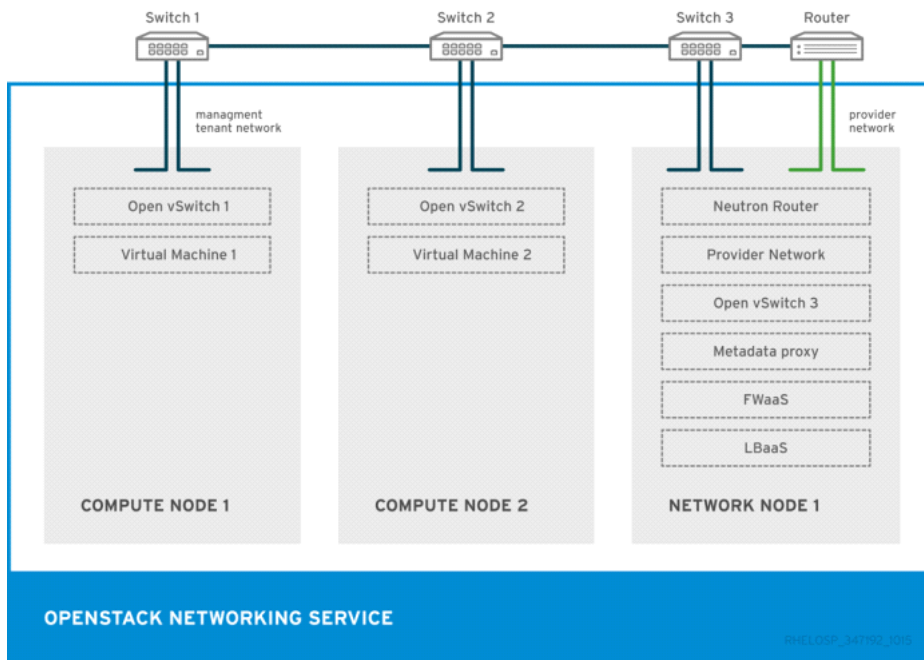 Switch 1
Switch 2
Switch 3
Router
managment
tenant network
provider
network
Open vSwitch 1
Virtual Machine 1
COMPUTE NODE 1
Open vSwitch 2
Virtual Machine 2
COMPUTE NODE 2
Neutron Router
Provider Network
Open vSwitch 3
Metadata proxy
FWaaS
LBaaS
NETWORK NODE 1
OPENSTACK NETWORKING SERVICE
RHELOSP_347192_1015